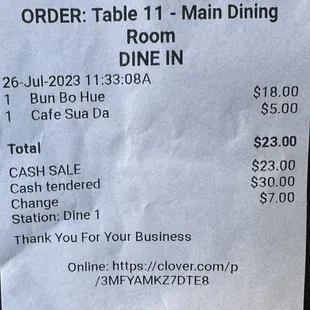 ORDER: Table 11 - Main Dining
Room
DINE IN
26-Jul-2023 11:33:08A
1 Bun Bo Hue $18.00
1 Cafe Sua Da $5.00
Total $23.00
CASH SALE $23.00
Cash tendered $30.00
Change $7.00
Station: Dine 1
Thank You For Your Business
Online: https://clover.com/p
/3MFYAMKZ7DTE8